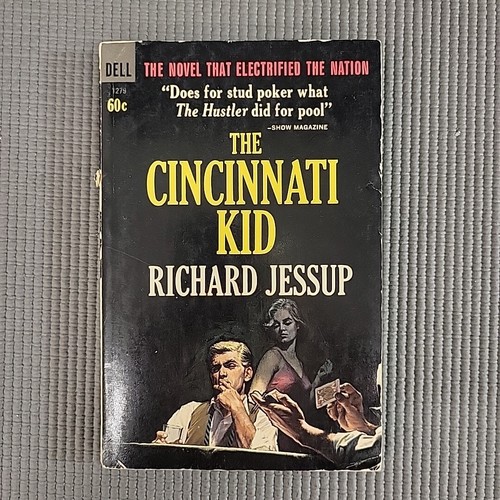 DELL
THE NOVEL THAT ELECTRIFIED THE NATION
1279
60c
“Does for stud poker what
The Hustler did for pool”
–SHOW MAGAZINE
THE
CINCINNATI
KID
RICHARD JESSUP